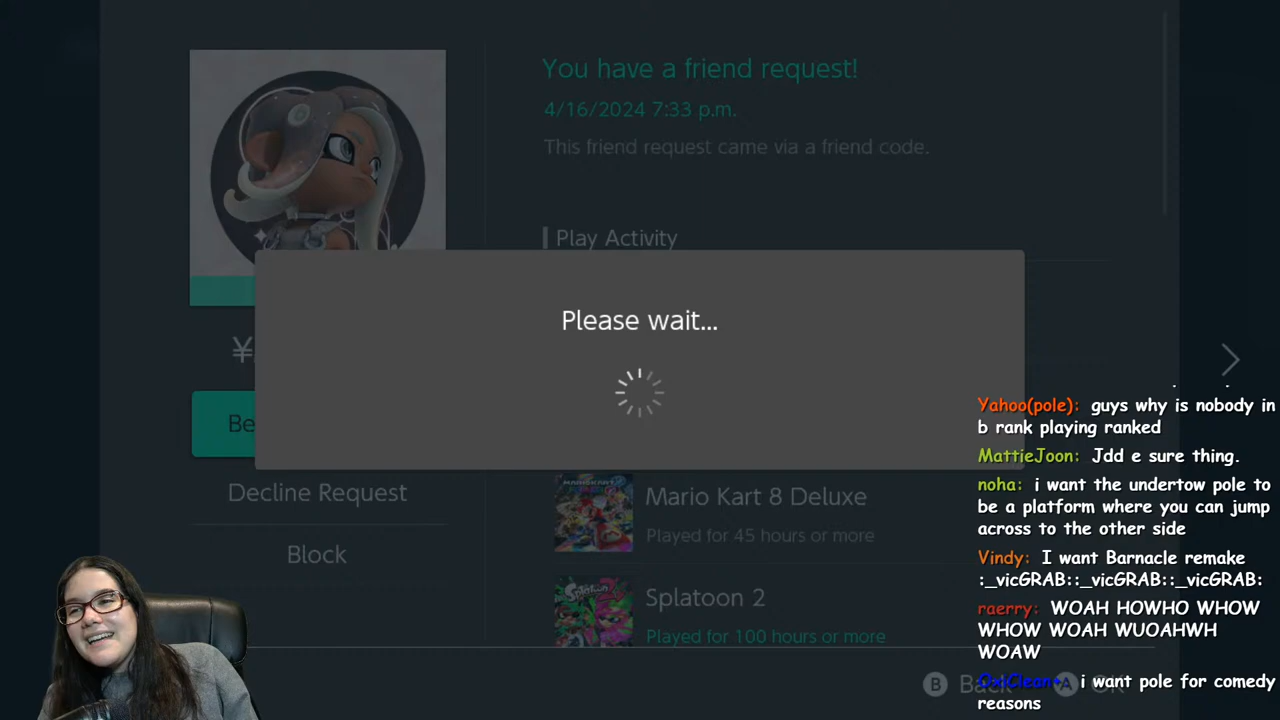 You have a friend request!
4/16/2024 7:33 p.m.
This friend request came via a friend code.
Play Activity
Please wait...
¥
Be
Decline Request
Block
Mario Kart 8 Deluxe
Played for 45 hours or more
Splatoon 2
Played for 100 hours or more
B Back A OK
Yahoo(pole): guys why is nobody in
b rank playing ranked
MattieJoon: Jdd e sure thing.
noha: i want the undertow pole to
be a platform where you can jump
across to the other side
Vindy: I want Barnacle remake
:_vicGRAB::_vicGRAB::_vicGRAB:
raerry: WOAH HOWHO WHOW
WHOW WOAH WUOAHWH
WOAW
OxiClean+: i want pole for comedy
reasons